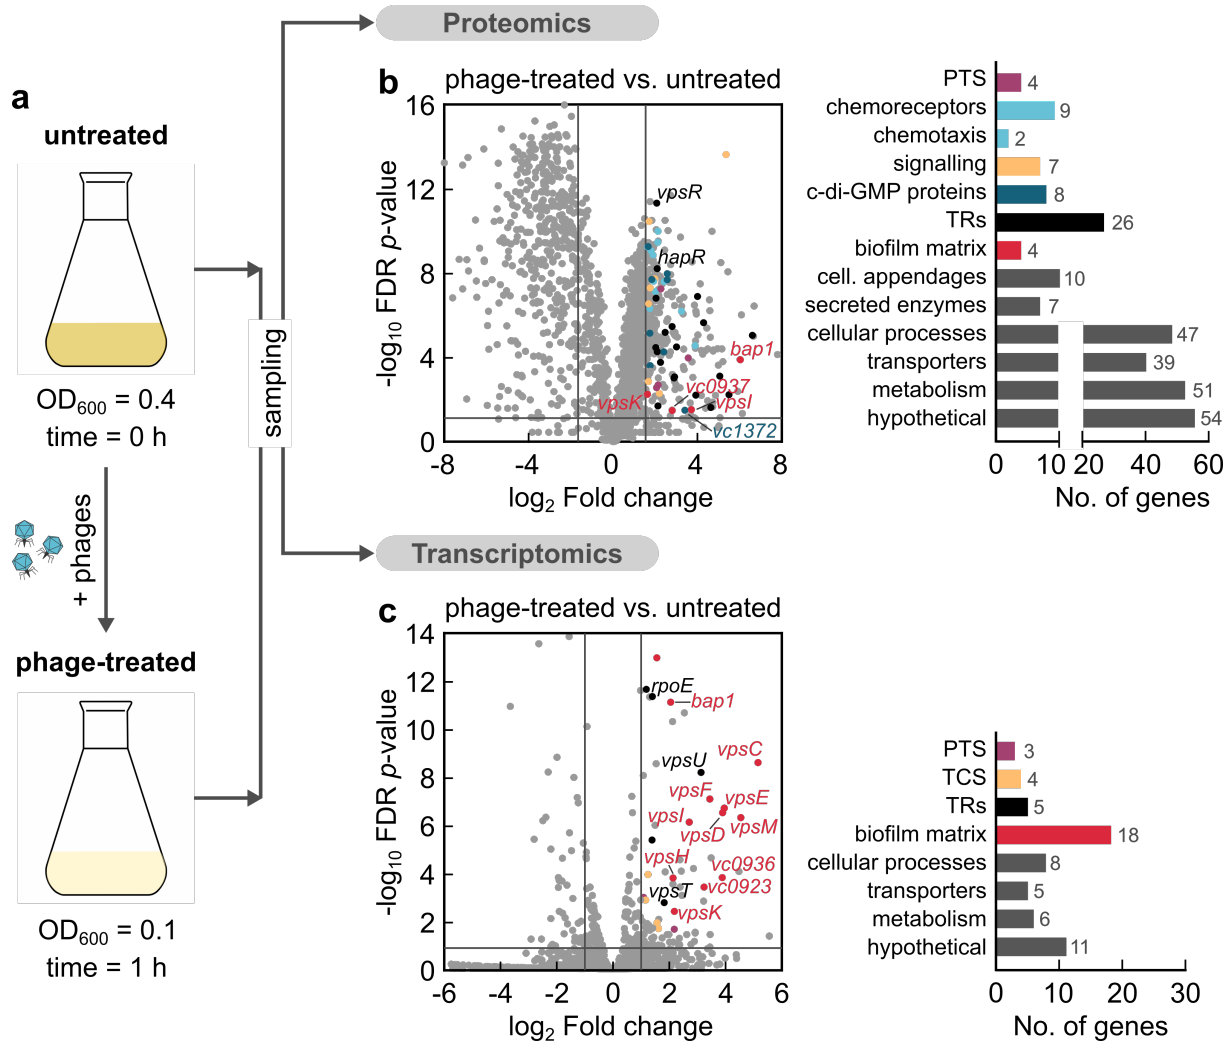 a
untreated
OD600 = 0.4
time = 0 h
+ phages
phage-treated
OD600 = 0.1
time = 1 h
sampling
Proteomics
b
phage-treated vs. untreated
-log10 FDR p-value
16
12
8
4
0
-8
-4
0
4
8
log2 Fold change
vpsR
hapR
bap1
vc0937
vpsK
vpsI
vc1372
PTS 4
chemoreceptors 9
chemotaxis 2
signalling 7
c-di-GMP proteins 8
TRs 26
biofilm matrix 4
cell. appendages 10
secreted enzymes 7
cellular processes 47
transporters 39
metabolism 51
hypothetical 54
0 10 20 40 60
No. of genes
Transcriptomics
c
phage-treated vs. untreated
-log10 FDR p-value
14
12
10
8
6
4
2
0
-6
-4
-2
0
2
4
6
log2 Fold change
rpoE
bap1
vpsC
vpsU
vpsF
vpsE
vpsI
vpsD
vpsM
vpsH
vc0936
vpsT
vc0923
vpsK
PTS 3
TCS 4
TRs 5
biofilm matrix 18
cellular processes 8
transporters 5
metabolism 6
hypothetical 11
0 10 20 30
No. of genes